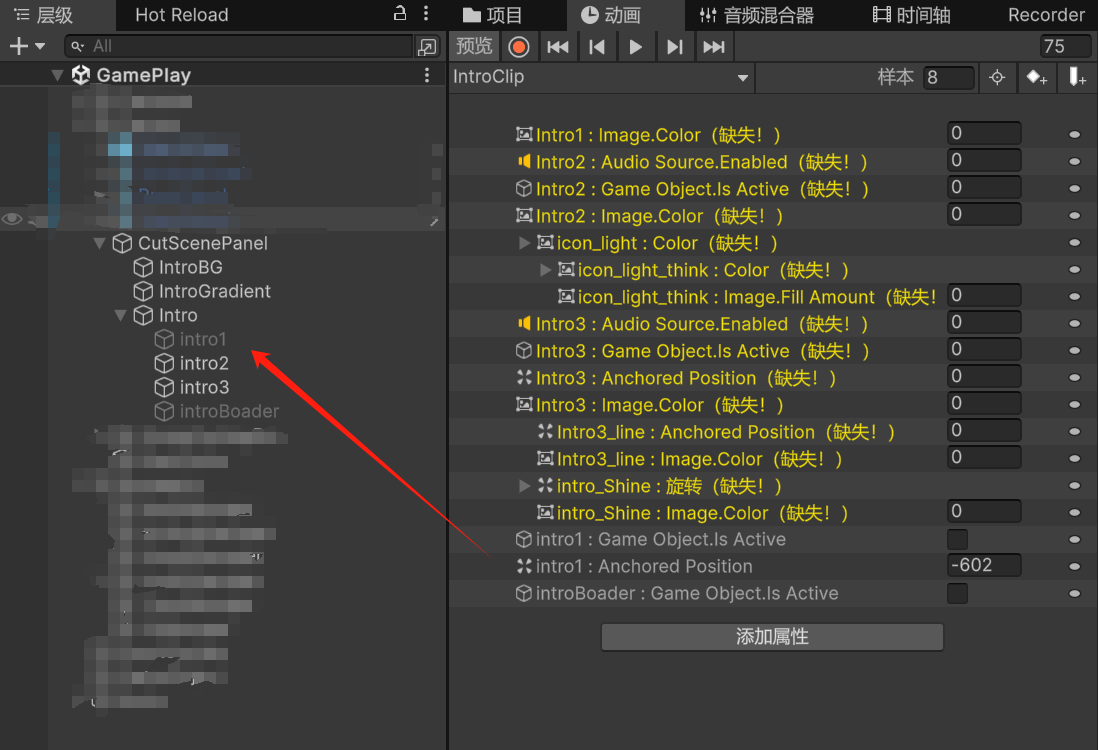 层级
Hot Reload
All
GamePlay
CutScenePanel
IntroBG
IntroGradient
Intro
intro1
intro2
intro3
introBoader
项目
动画
音频混合器
时间轴
Recorder
预览
75
IntroClip
样本 8
Intro1 : Image.Color（缺失！） 0
Intro2 : Audio Source.Enabled（缺失！） 0
Intro2 : Game Object.Is Active（缺失！） 0
Intro2 : Image.Color（缺失！） 0
icon_light : Color（缺失！）
icon_light_think : Color（缺失！）
icon_light_think : Image.Fill Amount（缺失！ 0
Intro3 : Audio Source.Enabled（缺失！） 0
Intro3 : Game Object.Is Active（缺失！） 0
Intro3 : Anchored Position（缺失！） 0
Intro3 : Image.Color（缺失！） 0
Intro3_line : Anchored Position（缺失！） 0
Intro3_line : Image.Color（缺失！） 0
intro_Shine : 旋转（缺失！）
intro_Shine : Image.Color（缺失！） 0
intro1 : Game Object.Is Active
intro1 : Anchored Position -602
introBoader : Game Object.Is Active
添加属性